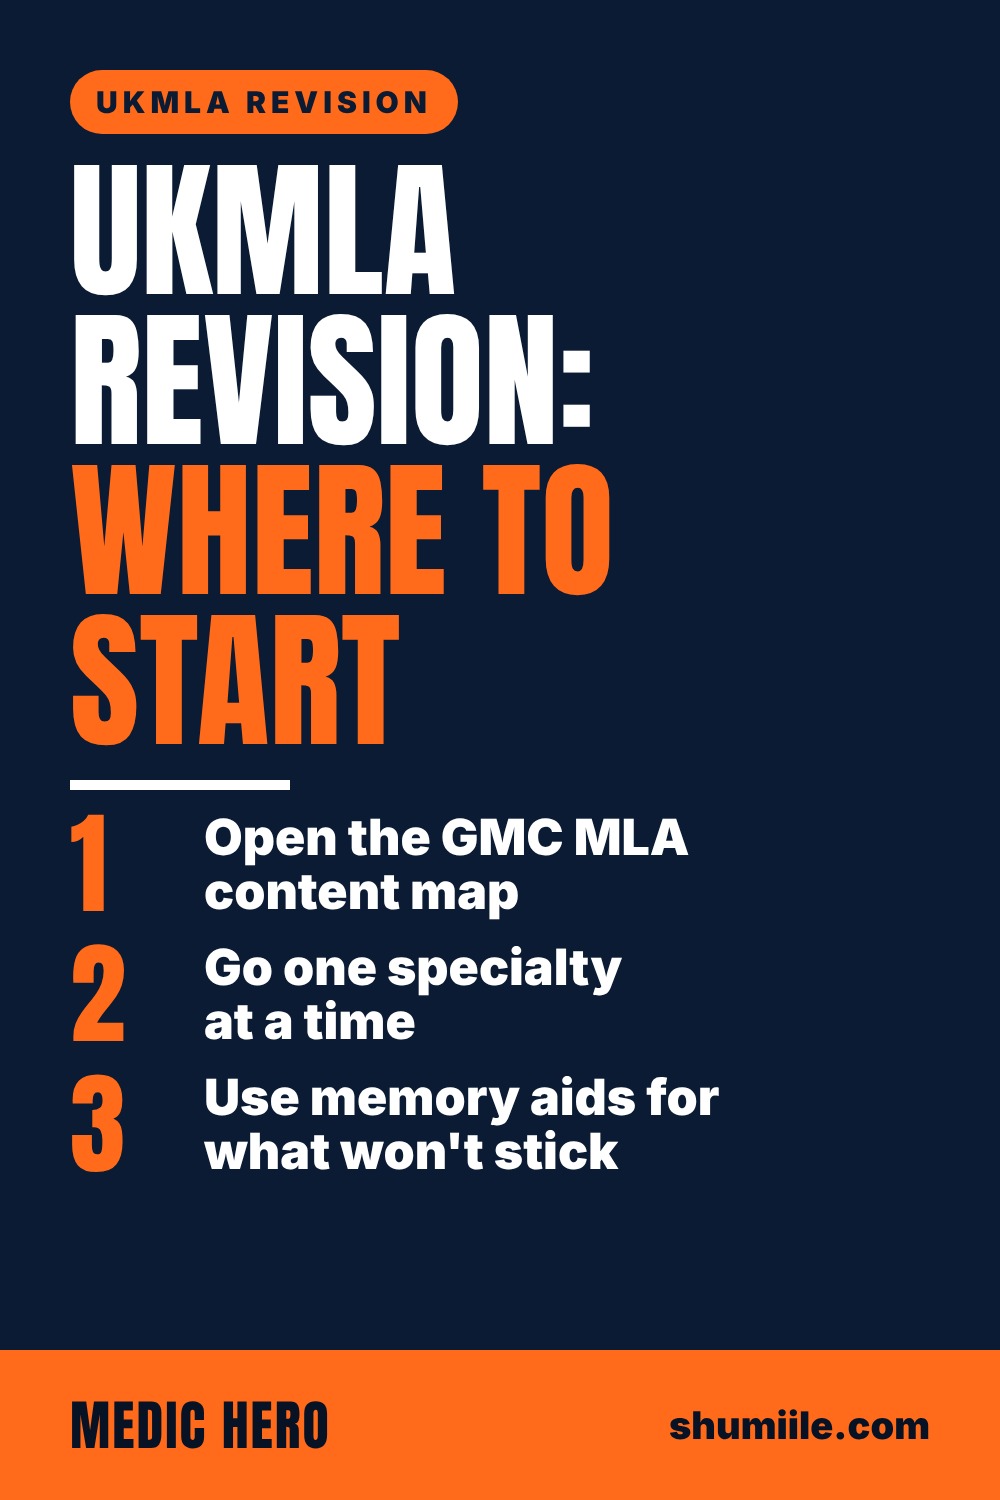 UKMLA REVISION
UKMLA
REVISION:
WHERE TO
START
1
Open the GMC MLA
content map
2
Go one specialty
at a time
3
Use memory aids for
what won't stick
MEDIC HERO
shumiile.com